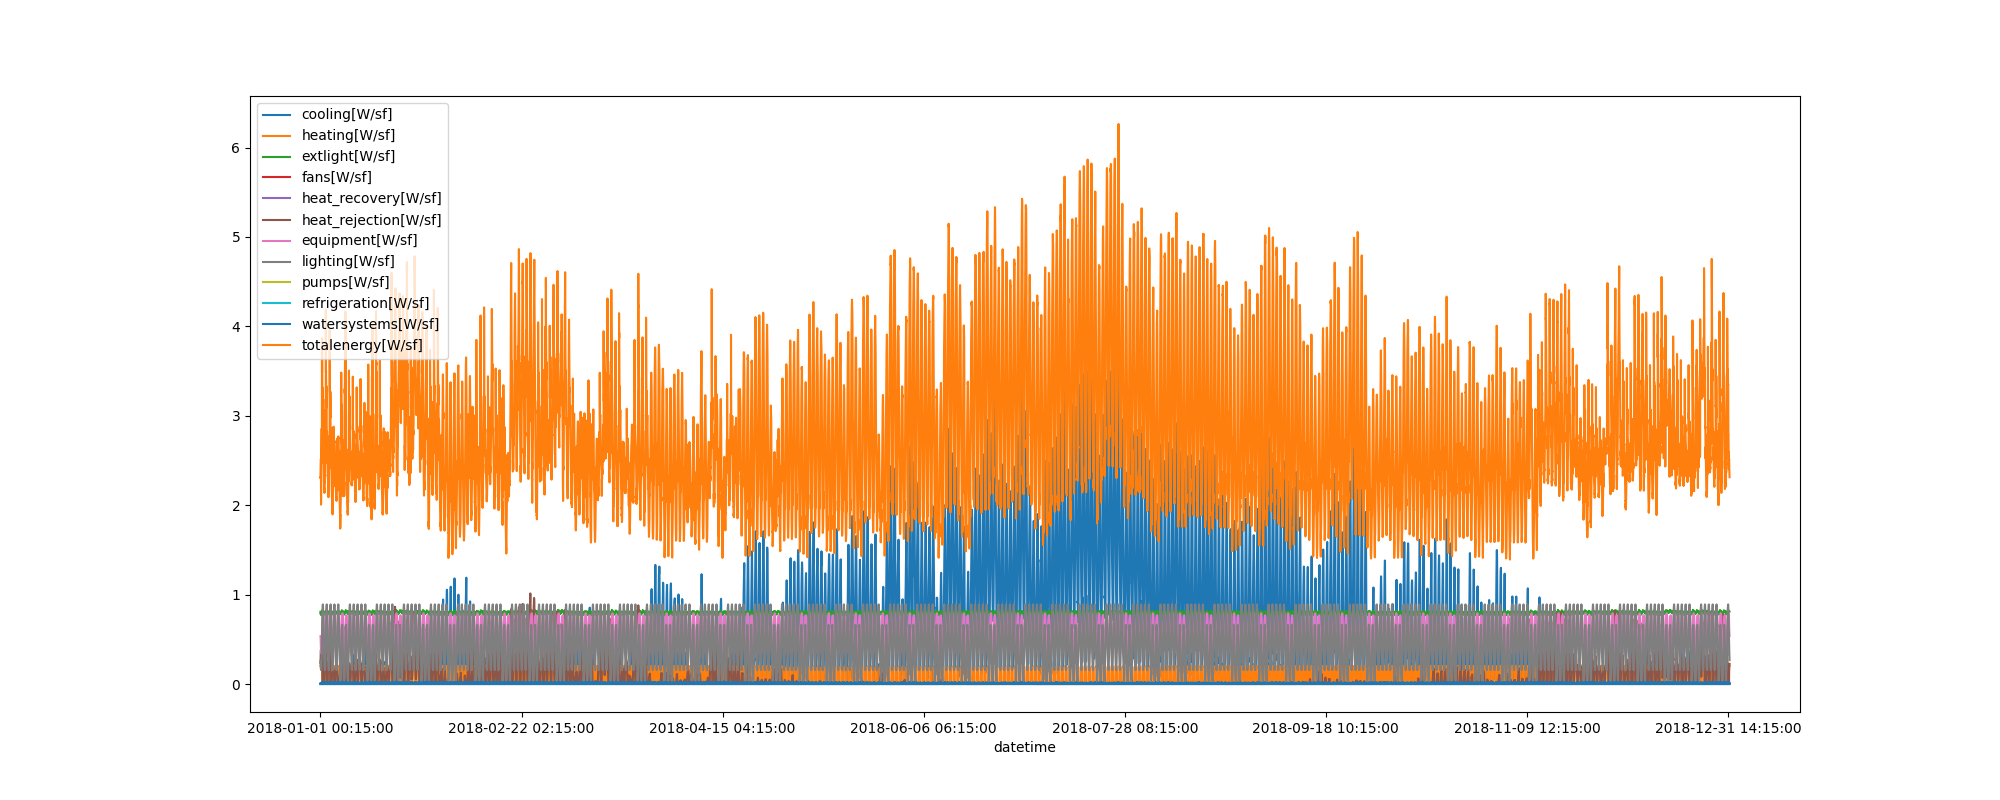 cooling[W/sf]
heating[W/sf]
extlight[W/sf]
fans[W/sf]
heat_recovery[W/sf]
heat_rejection[W/sf]
equipment[W/sf]
lighting[W/sf]
pumps[W/sf]
refrigeration[W/sf]
watersystems[W/sf]
totalenergy[W/sf]
6
5
4
3
2
1
0
2018-01-01 00:15:00 2018-02-22 02:15:00 2018-04-15 04:15:00 2018-06-06 06:15:00 2018-07-28 08:15:00 2018-09-18 10:15:00 2018-11-09 12:15:00 2018-12-31 14:15:00
datetime